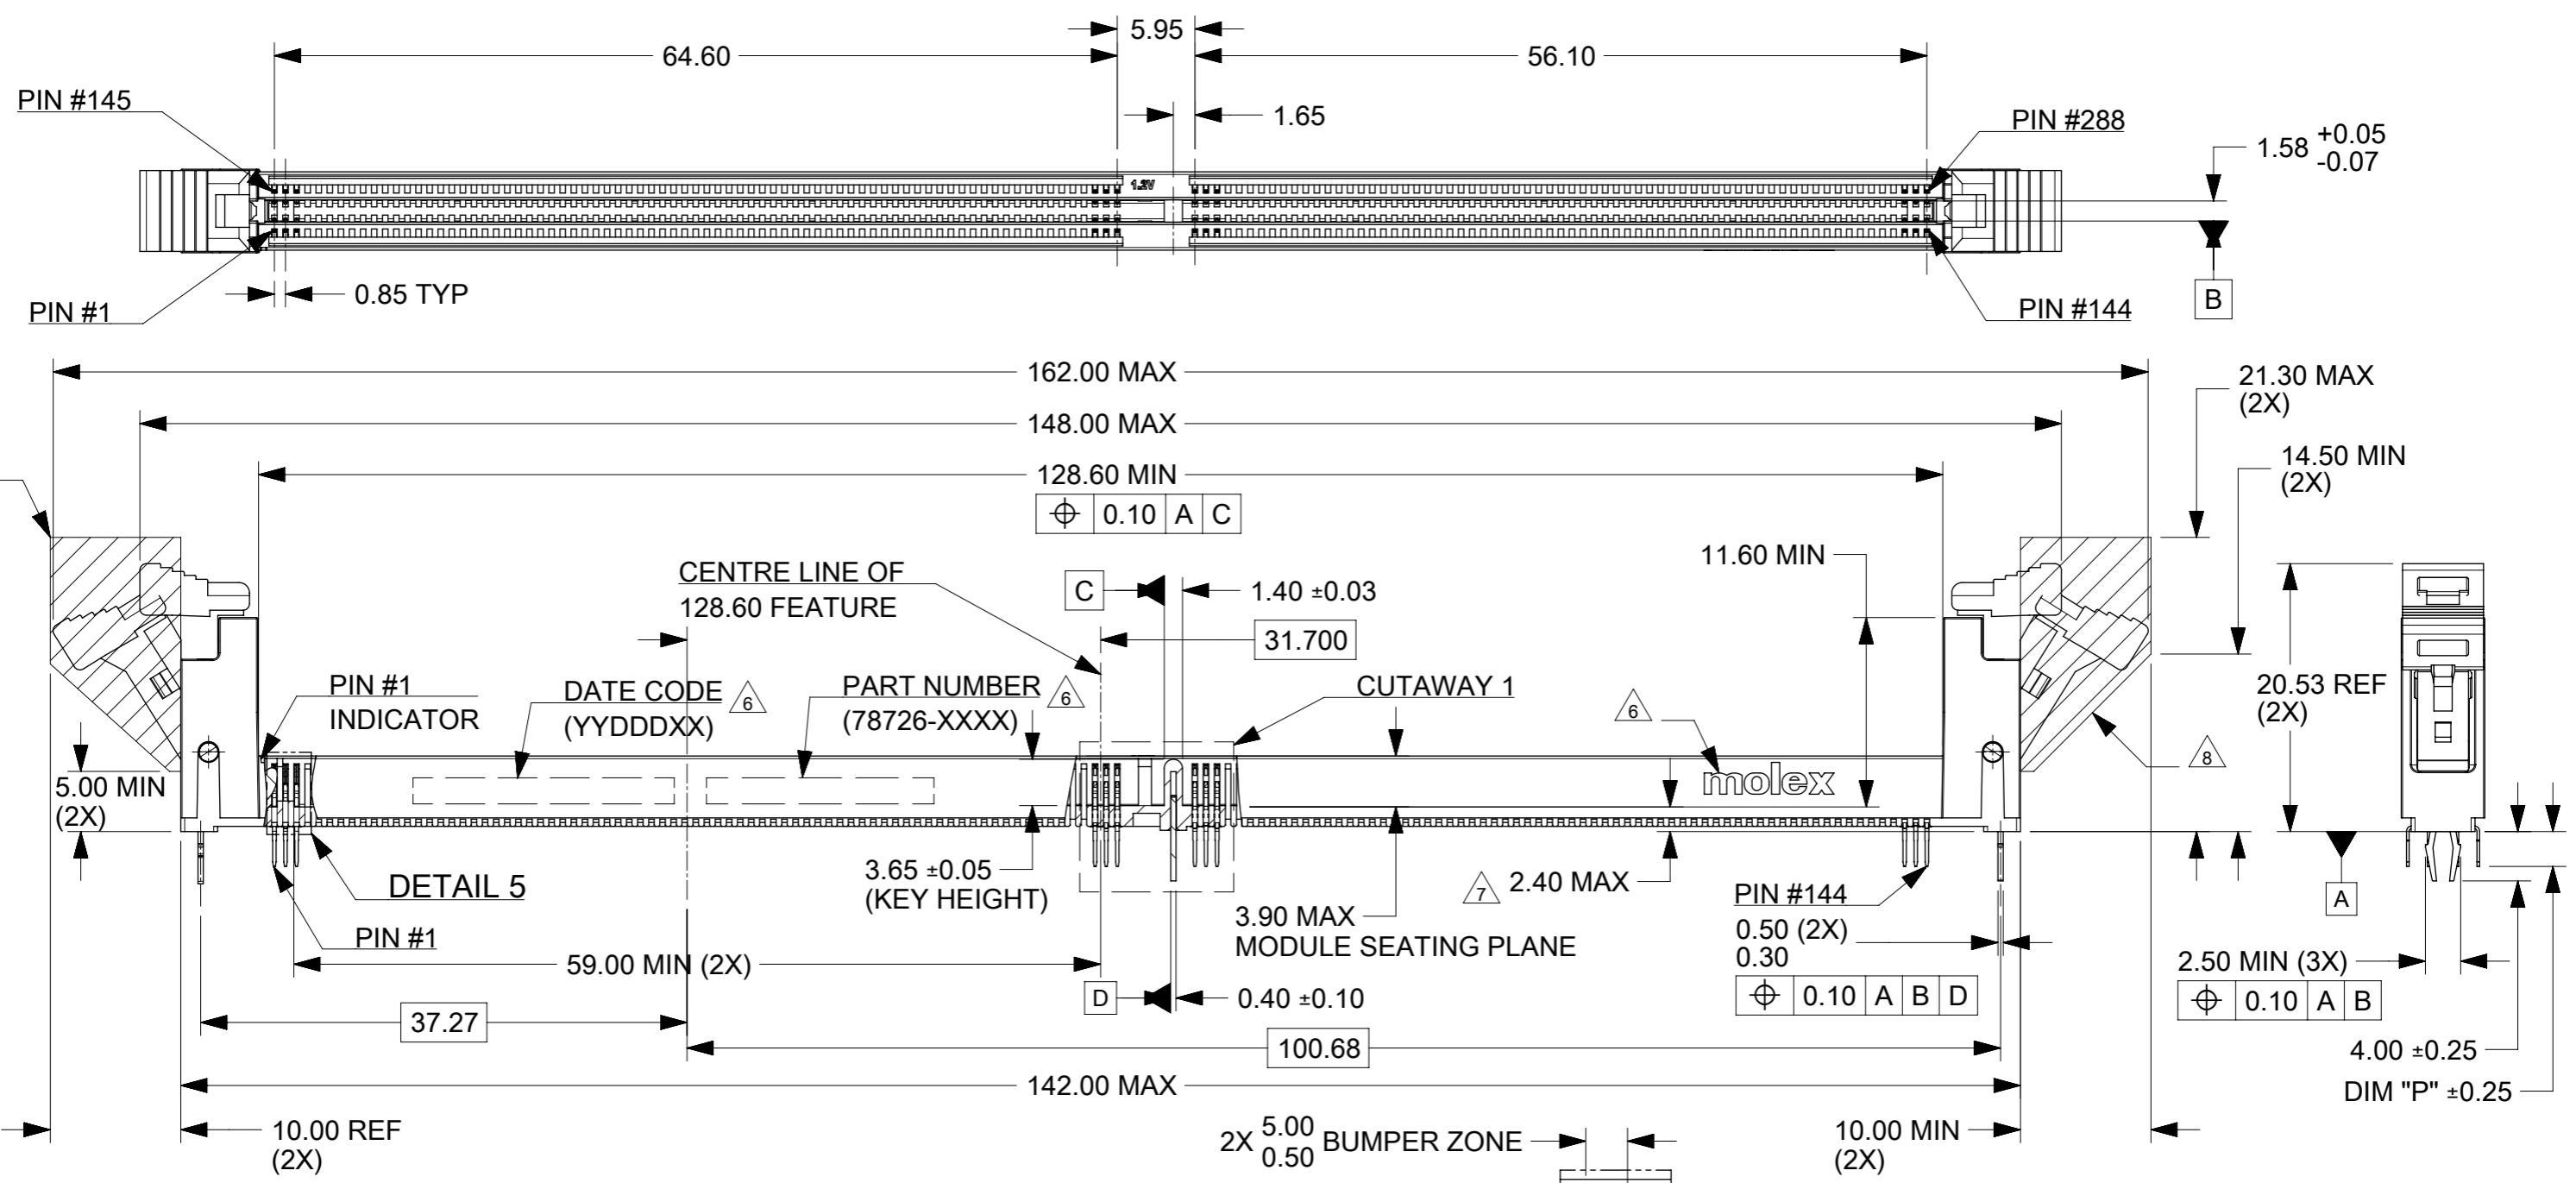 5.95
64.60
56.10
PIN #145
1.65
PIN #288
1.58 +0.05
-0.07
1.2V
PIN #1
0.85 TYP
PIN #144
B
162.00 MAX
21.30 MAX
(2X)
148.00 MAX
14.50 MIN
(2X)
128.60 MIN
⌖ 0.10 A C
11.60 MIN
CENTRE LINE OF
128.60 FEATURE
C
1.40 ±0.03
31.700
PIN #1
INDICATOR
DATE CODE 6
(YYDDDXX)
PART NUMBER 6
(78726-XXXX)
CUTAWAY 1
6
20.53 REF
(2X)
molex
8
5.00 MIN
(2X)
DETAIL 5
3.65 ±0.05
(KEY HEIGHT)
7 2.40 MAX
PIN #144
A
3.90 MAX
MODULE SEATING PLANE
PIN #1
0.50 (2X)
0.30
59.00 MIN (2X)
2.50 MIN (3X)
D
0.40 ±0.10
⌖ 0.10 A B D
⌖ 0.10 A B
37.27
100.68
4.00 ±0.25
142.00 MAX
DIM "P" ±0.25
10.00 REF
(2X)
2X 5.00
0.50 BUMPER ZONE
10.00 MIN
(2X)